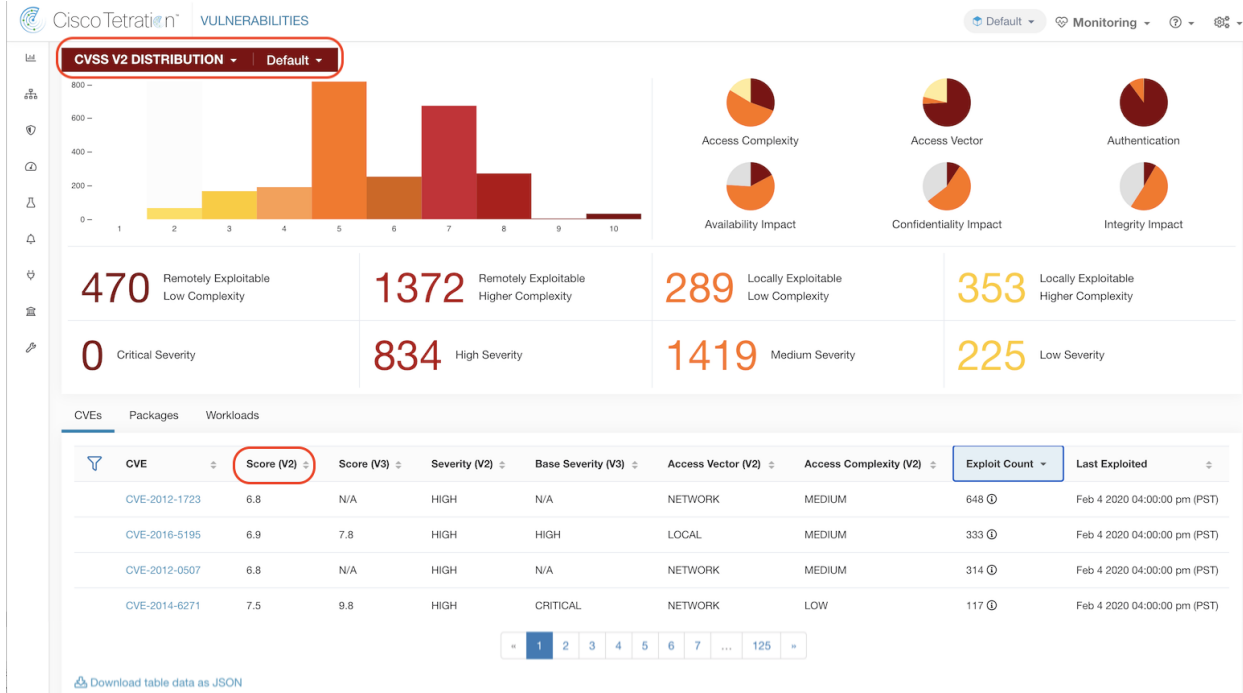 Cisco Tetration™ VULNERABILITIES Default Monitoring
CVSS V2 DISTRIBUTION Default
800
600
400
200
0
1 2 3 4 5 6 7 8 9 10
Access Complexity Access Vector Authentication
Availability Impact Confidentiality Impact Integrity Impact
470 Remotely Exploitable Low Complexity
1372 Remotely Exploitable Higher Complexity
289 Locally Exploitable Low Complexity
353 Locally Exploitable Higher Complexity
0 Critical Severity
834 High Severity
1419 Medium Severity
225 Low Severity
CVEs Packages Workloads
CVE Score (V2) Score (V3) Severity (V2) Base Severity (V3) Access Vector (V2) Access Complexity (V2) Exploit Count Last Exploited
CVE-2012-1723 6.8 N/A HIGH N/A NETWORK MEDIUM 648 Feb 4 2020 04:00:00 pm (PST)
CVE-2016-5195 6.9 7.8 HIGH HIGH LOCAL MEDIUM 333 Feb 4 2020 04:00:00 pm (PST)
CVE-2012-0507 6.8 N/A HIGH N/A NETWORK MEDIUM 314 Feb 4 2020 04:00:00 pm (PST)
CVE-2014-6271 7.5 9.8 HIGH CRITICAL NETWORK LOW 117 Feb 4 2020 04:00:00 pm (PST)
« 1 2 3 4 5 6 7 ... 125 »
Download table data as JSON